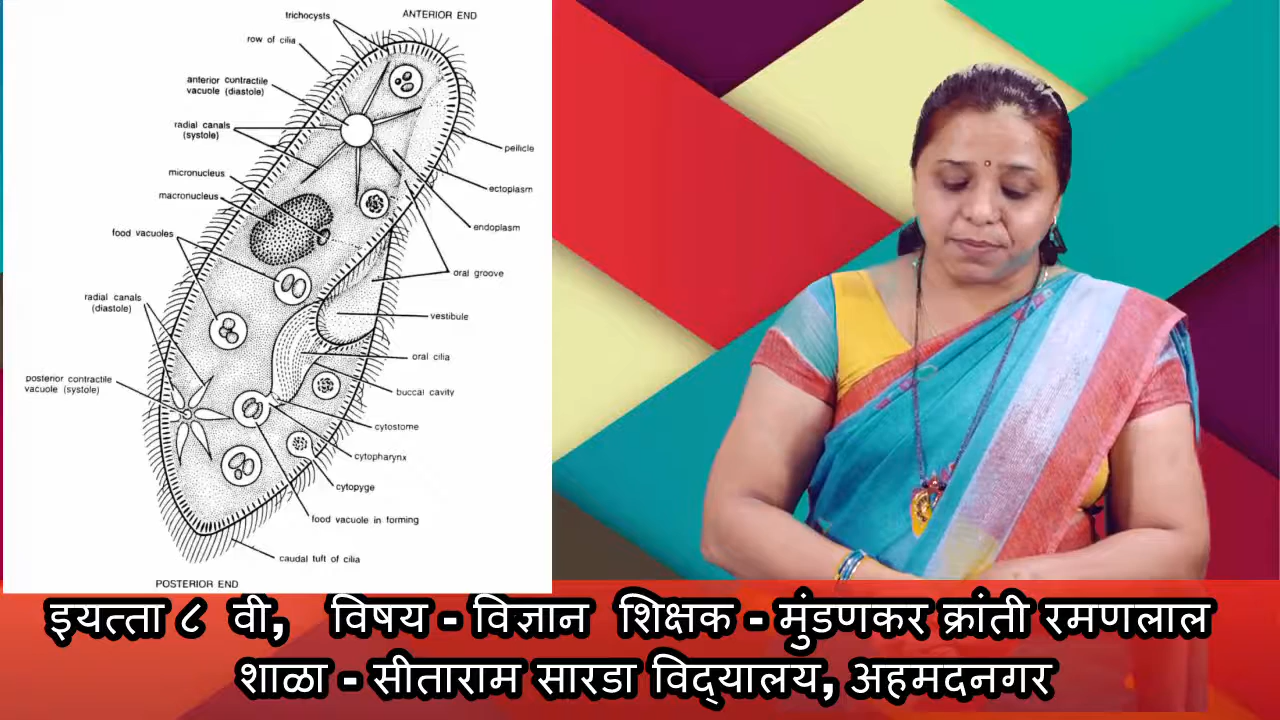 ANTERIOR END
trichocysts
row of cilia
anterior contractile
vacuole (diastole)
radial canals
(systole)
micronucleus
macronucleus
food vacuoles
radial canals
(diastole)
posterior contractile
vacuole (systole)
pellicle
ectoplasm
endoplasm
oral groove
vestibule
oral cilia
buccal cavity
cytostome
cytopharynx
cytopyge
food vacuole in forming
caudal tuft of cilia
POSTERIOR END
इयत्ता ८ वी, विषय - विज्ञान शिक्षक - मुंडणकर क्रांती रमणलाल
शाळा - सीताराम सारडा विद्यालय, अहमदनगर